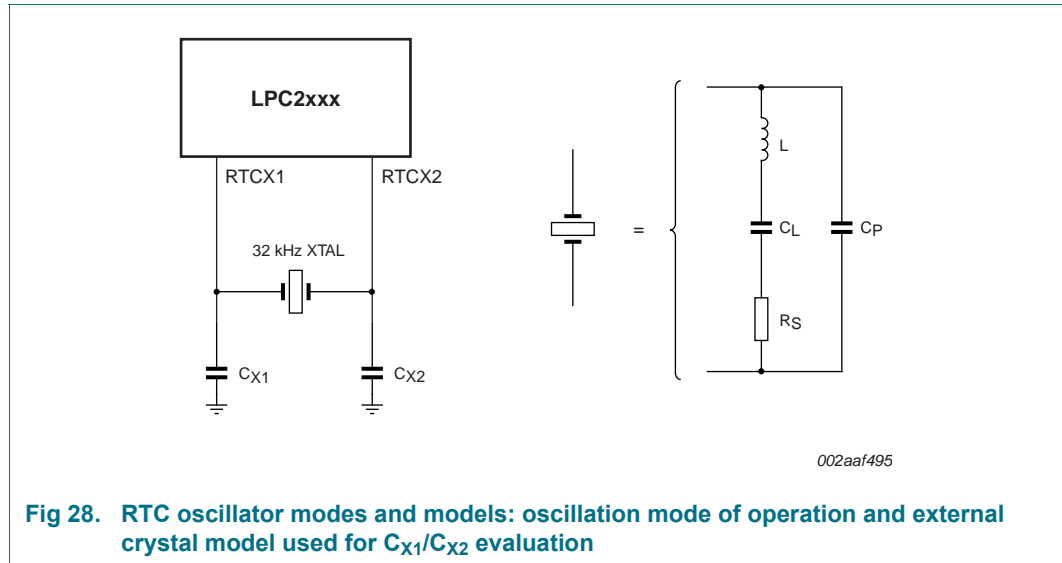 LPC2xxx
RTCX1
RTCX2
32 kHz XTAL
CX1
CX2
=
L
CL
CP
RS
002aaf495
Fig 28. RTC oscillator modes and models: oscillation mode of operation and external
crystal model used for CX1/CX2 evaluation